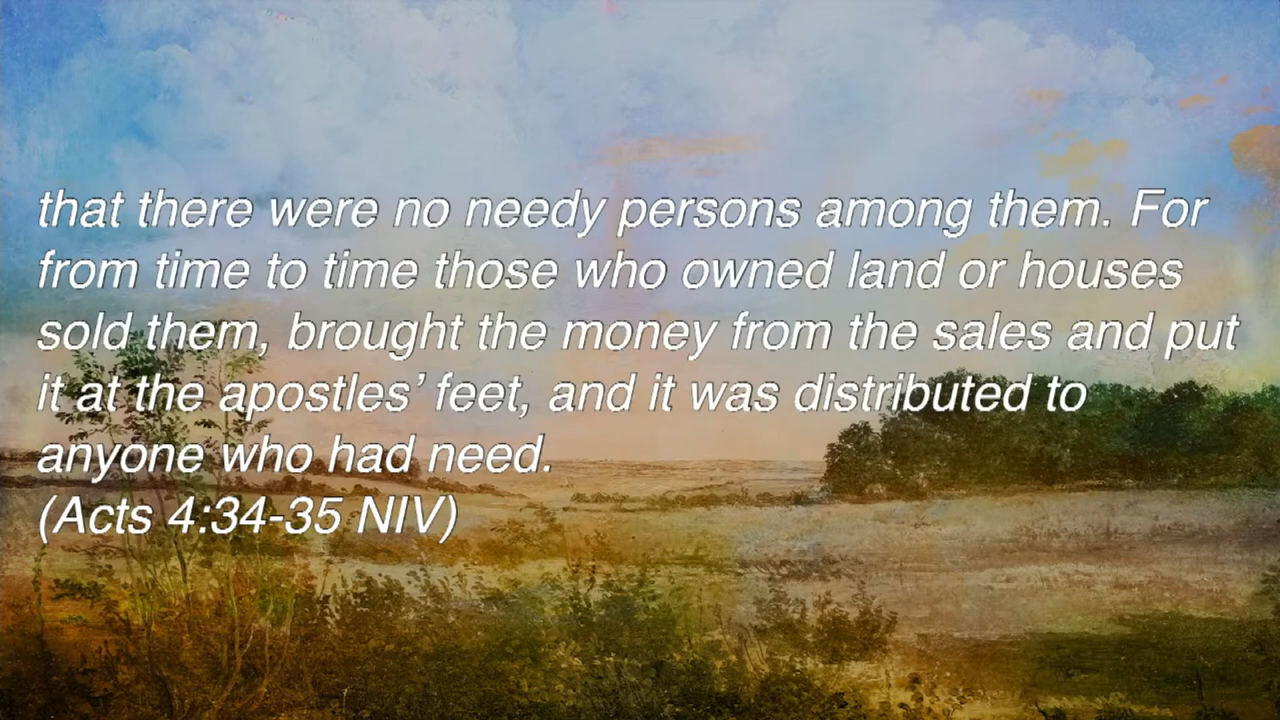 that there were no needy persons among them. For
from time to time those who owned land or houses
sold them, brought the money from the sales and put
it at the apostles’ feet, and it was distributed to
anyone who had need.
(Acts 4:34-35 NIV)